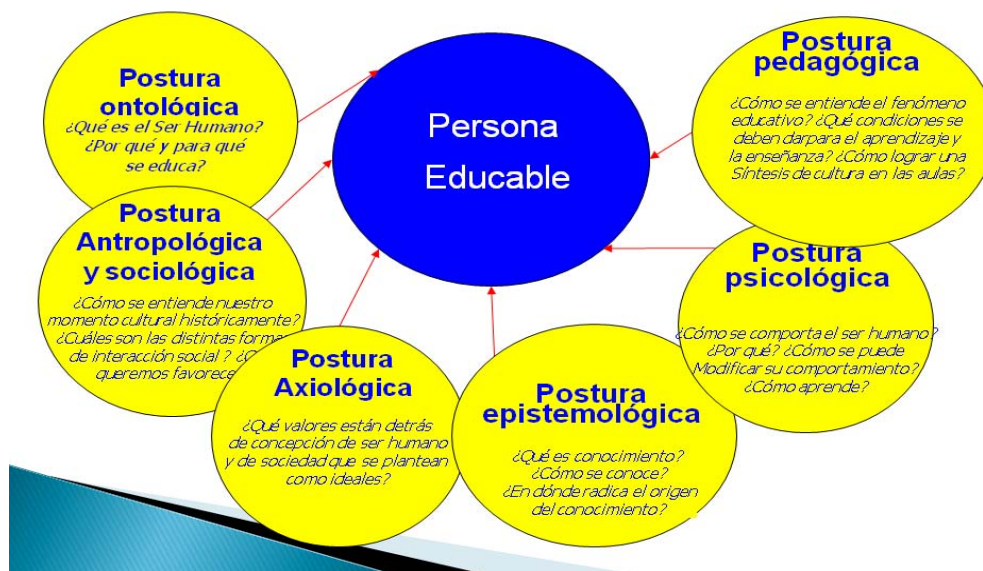 Persona
Educable
Postura
ontológica
¿Qué es el Ser Humano?
¿Por qué y para qué
se educa?
Postura
Antropológica
y sociológica
¿Cómo se entiende nuestro
momento cultural históricamente?
¿Cuáles son las distintas
de interacción social ?
queremos
Postura
Axiológica
¿Qué valores están detrás
de concepción de ser humano
y de sociedad que se plantean
como ideales?
Postura
epistemológica
¿Qué es conocimiento?
¿Cómo se conoce?
¿En dónde radica el origen
del conocimiento?
Postura
psicológica
¿Cómo se comporta el ser humano?
¿Por qué? ¿Cómo se puede
Modificar su comportamiento?
¿Cómo aprende?
Postura
pedagógica
¿Cómo se entiende el fenómeno
educativo? ¿Qué condiciones se
deben darpara el aprendizaje y
la enseñanza? ¿Cómo lograr una
Síntesis de cultura en las aulas?